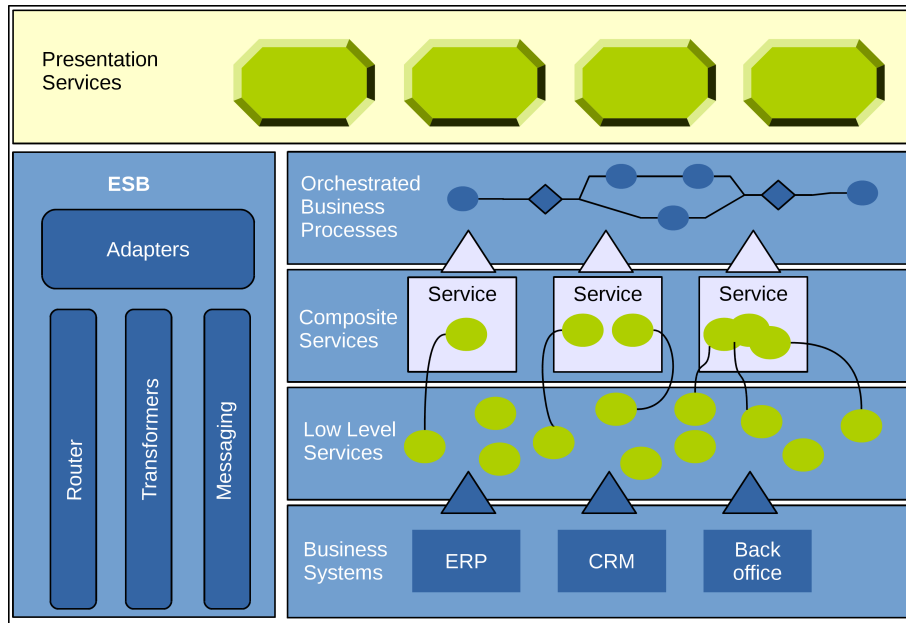 Presentation
Services
ESB
Adapters
Router
Transformers
Messaging
Orchestrated
Business
Processes
Composite
Services
Service
Service
Service
Low Level
Services
Business
Systems
ERP
CRM
Back
office